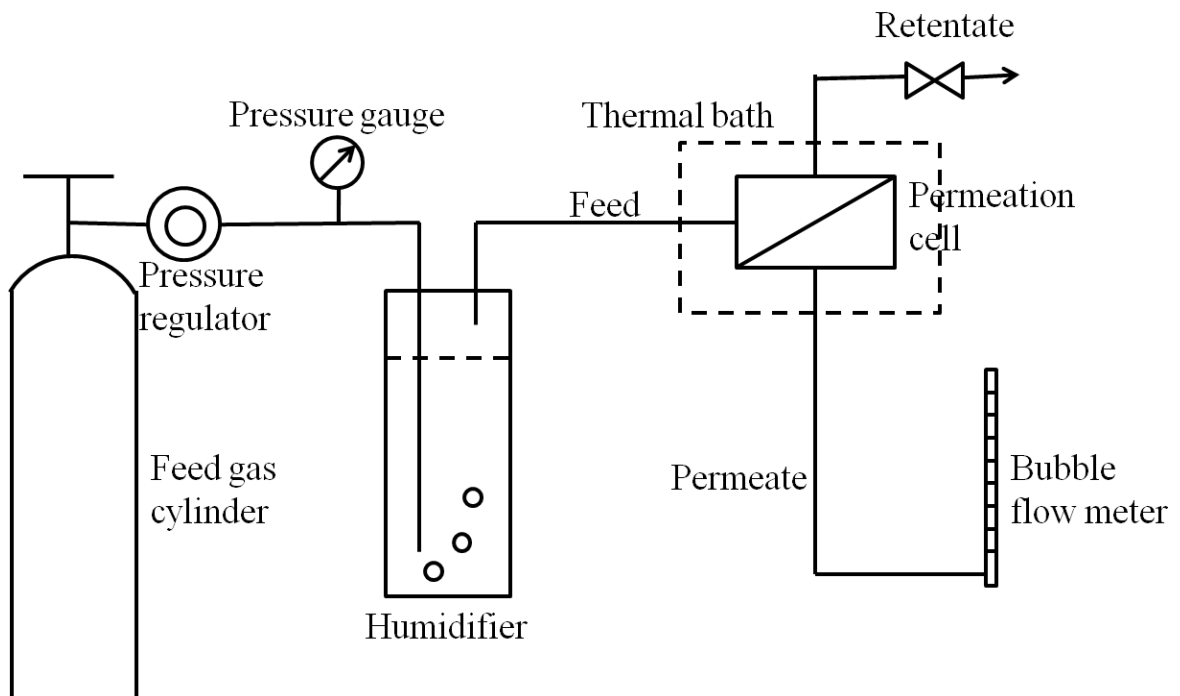 Retentate
Pressure gauge
Thermal bath
Feed
Permeation
cell
Pressure
regulator
Feed gas
cylinder
Permeate
Bubble
flow meter
Humidifier